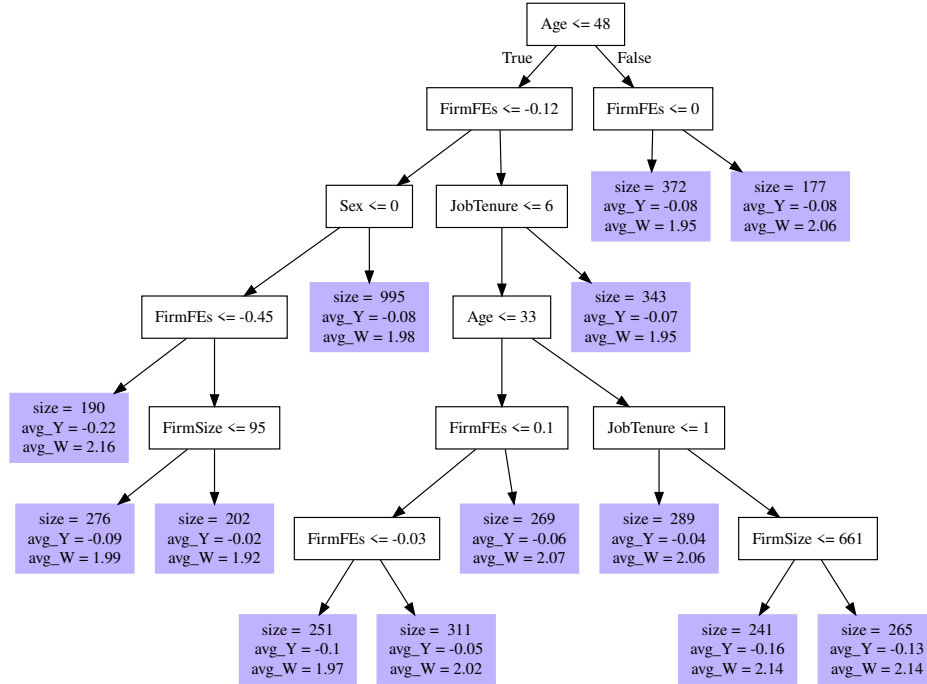 Age <= 48
True
False
FirmFEs <= -0.12
FirmFEs <= 0
Sex <= 0
JobTenure <= 6
size = 372
avg_Y = -0.08
avg_W = 1.95
size = 177
avg_Y = -0.08
avg_W = 2.06
FirmFEs <= -0.45
size = 995
avg_Y = -0.08
avg_W = 1.98
Age <= 33
size = 343
avg_Y = -0.07
avg_W = 1.95
size = 190
avg_Y = -0.22
avg_W = 2.16
FirmSize <= 95
FirmFEs <= 0.1
JobTenure <= 1
size = 276
avg_Y = -0.09
avg_W = 1.99
size = 202
avg_Y = -0.02
avg_W = 1.92
FirmFEs <= -0.03
size = 269
avg_Y = -0.06
avg_W = 2.07
size = 289
avg_Y = -0.04
avg_W = 2.06
FirmSize <= 661
size = 251
avg_Y = -0.1
avg_W = 1.97
size = 311
avg_Y = -0.05
avg_W = 2.02
size = 241
avg_Y = -0.16
avg_W = 2.14
size = 265
avg_Y = -0.13
avg_W = 2.14